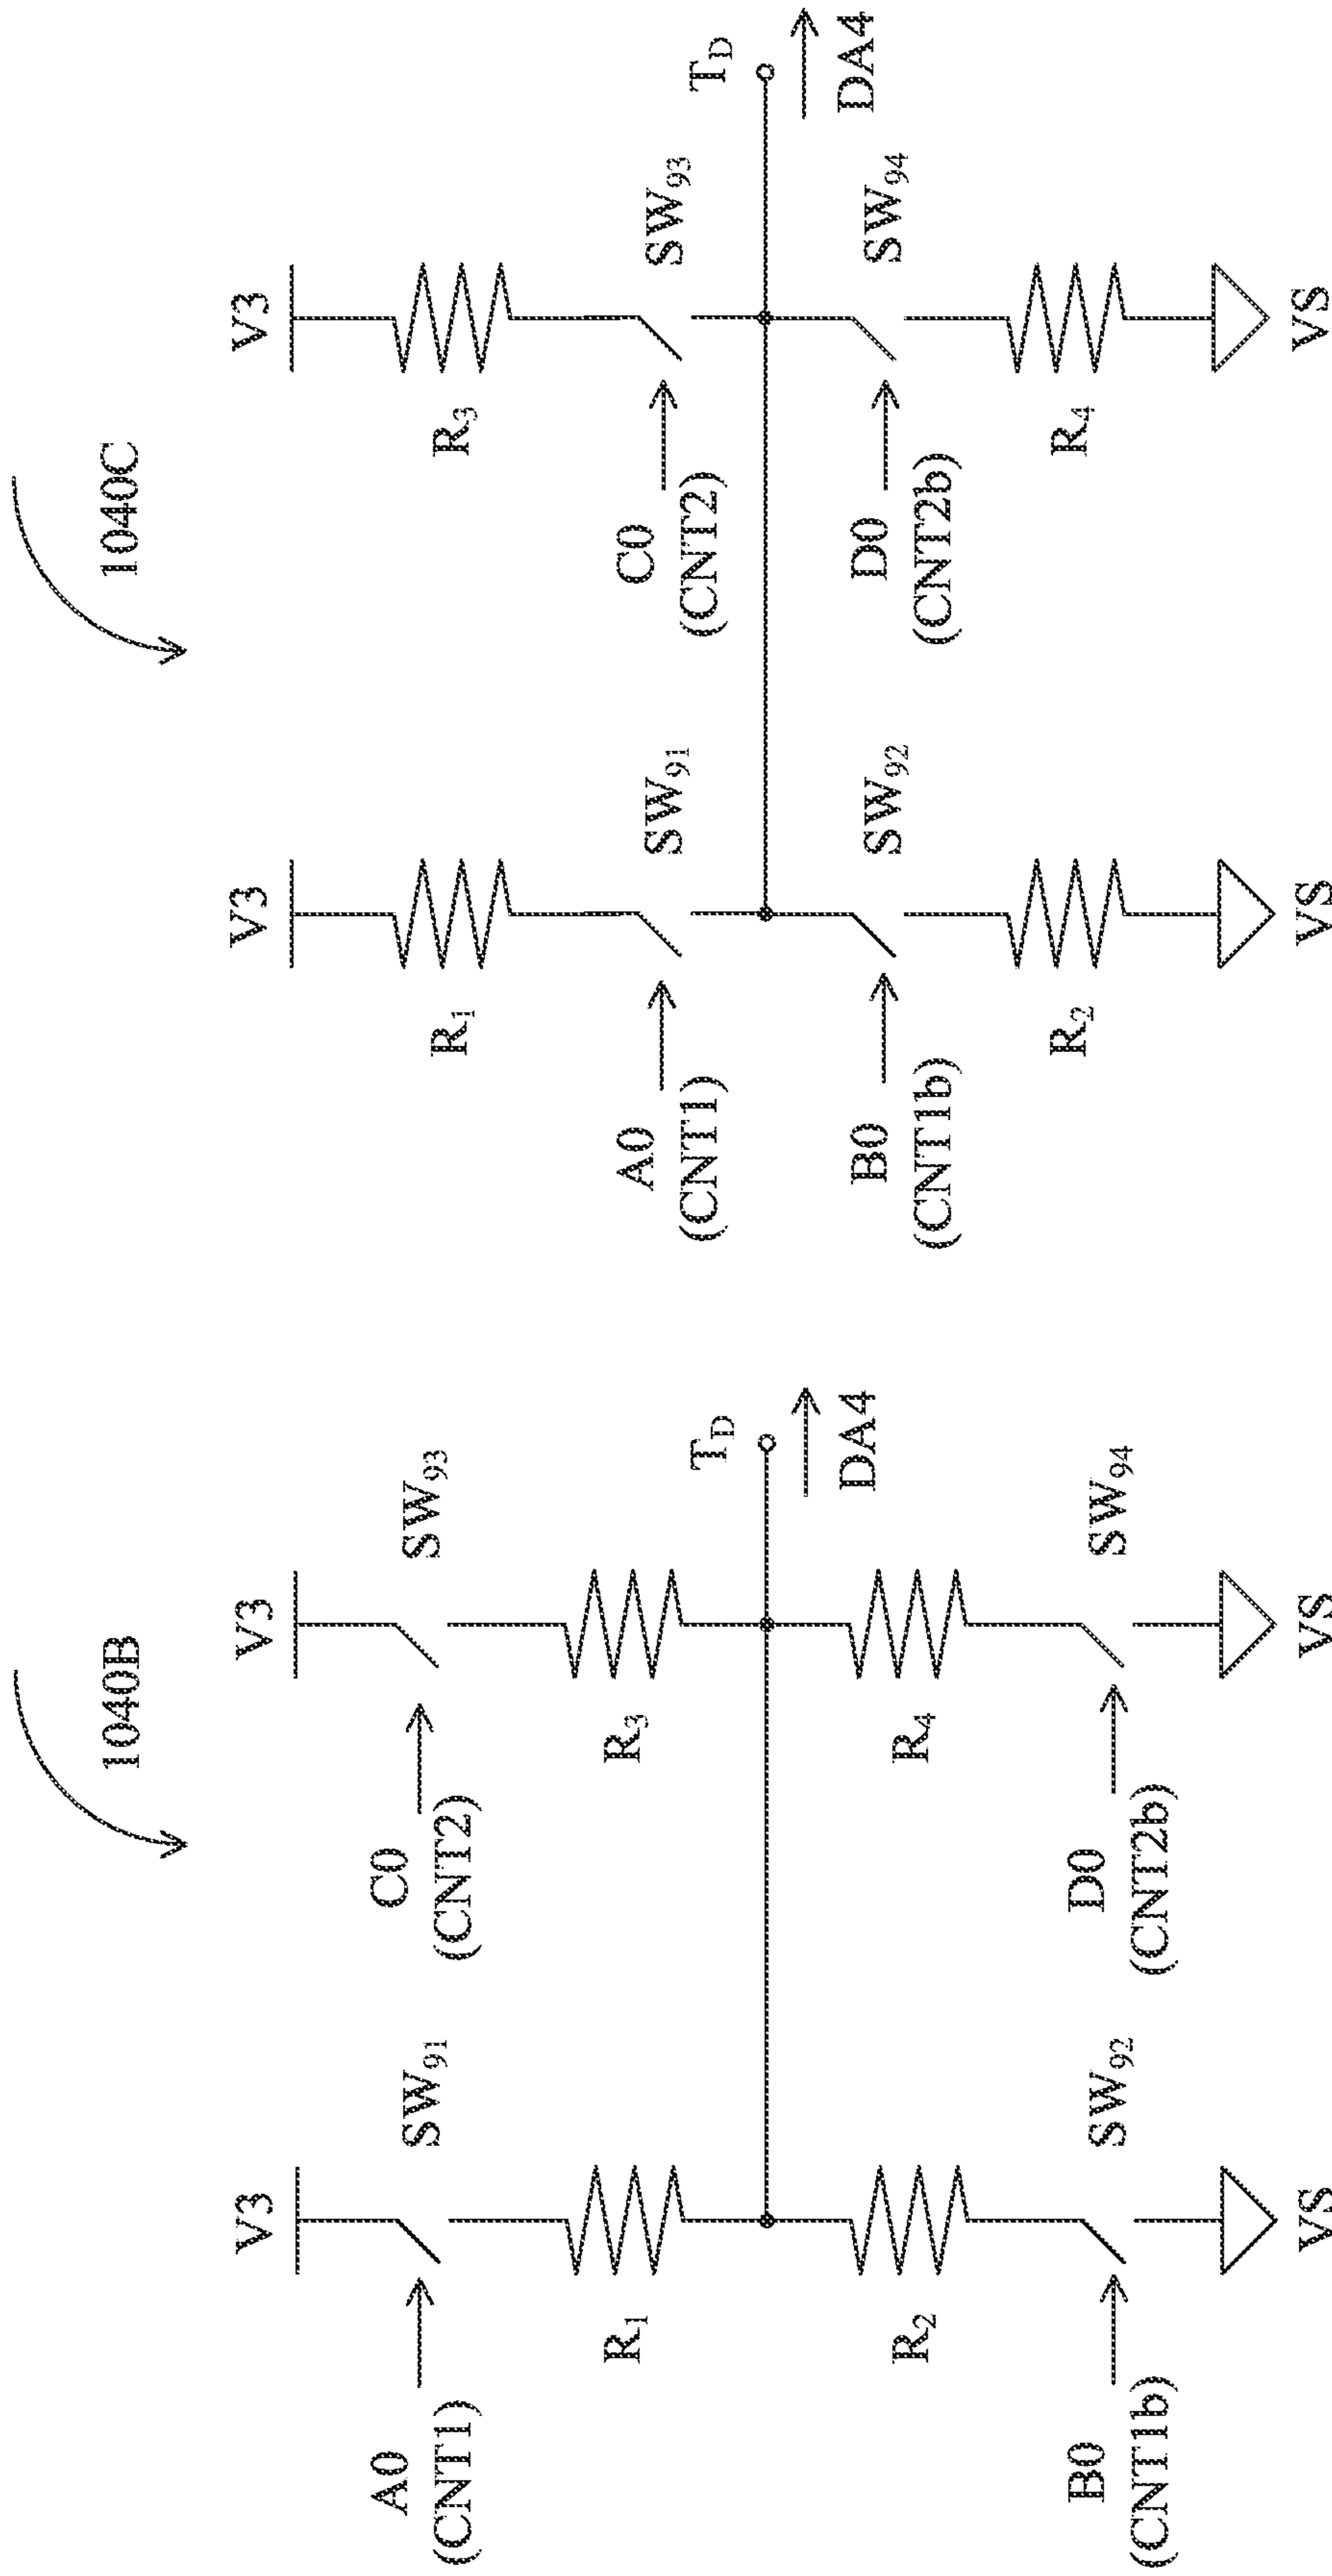 1040B
V3
V3
A0
(CNT1)
SW91
C0
(CNT2)
SW93
R1
R3
TD
DA4
R2
R4
B0
(CNT1b)
SW92
D0
(CNT2b)
SW94
VS
VS
1040C
V3
V3
R1
R3
A0
(CNT1)
SW91
C0
(CNT2)
SW93
TD
DA4
B0
(CNT1b)
SW92
D0
(CNT2b)
SW94
R2
R4
VS
VS